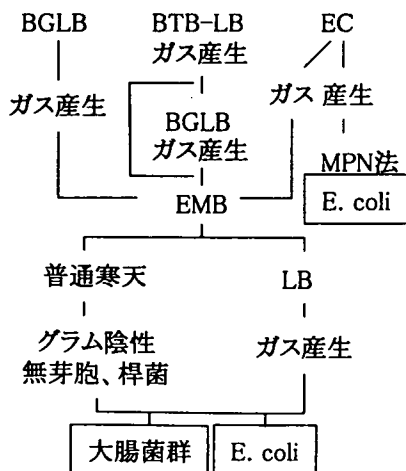 BGLB BTB-LB EC
ガス産生
ガス産生 ガス産生
BGLB
ガス産生
MPN法
EMB E. coli
普通寒天 LB
グラム陰性 ガス産生
無芽胞、桿菌
大腸菌群 E. coli